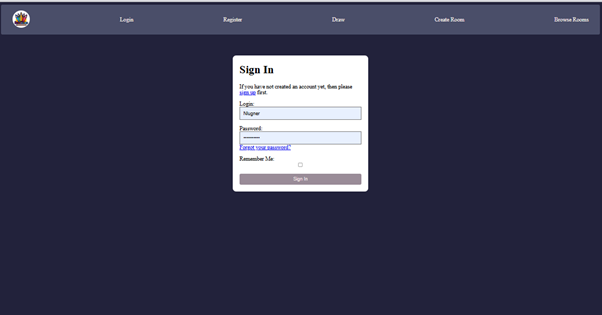 Login Register Draw Create Room Browse Rooms
Sign In
If you have not created an account yet, then please
sign up first.
Login:
Nlugner
Password:
Forgot your password?
Remember Me:
Sign In